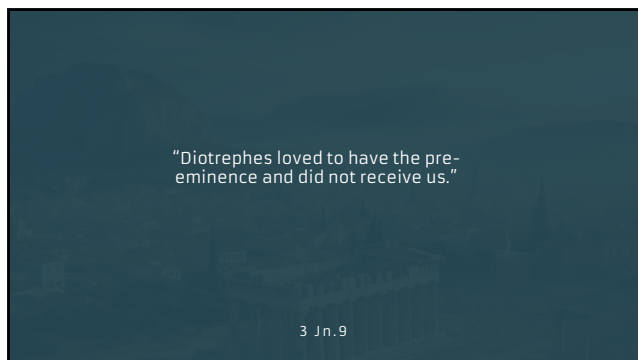 “Diotrephes loved to have the pre-
eminence and did not receive us.”
3 Jn.9